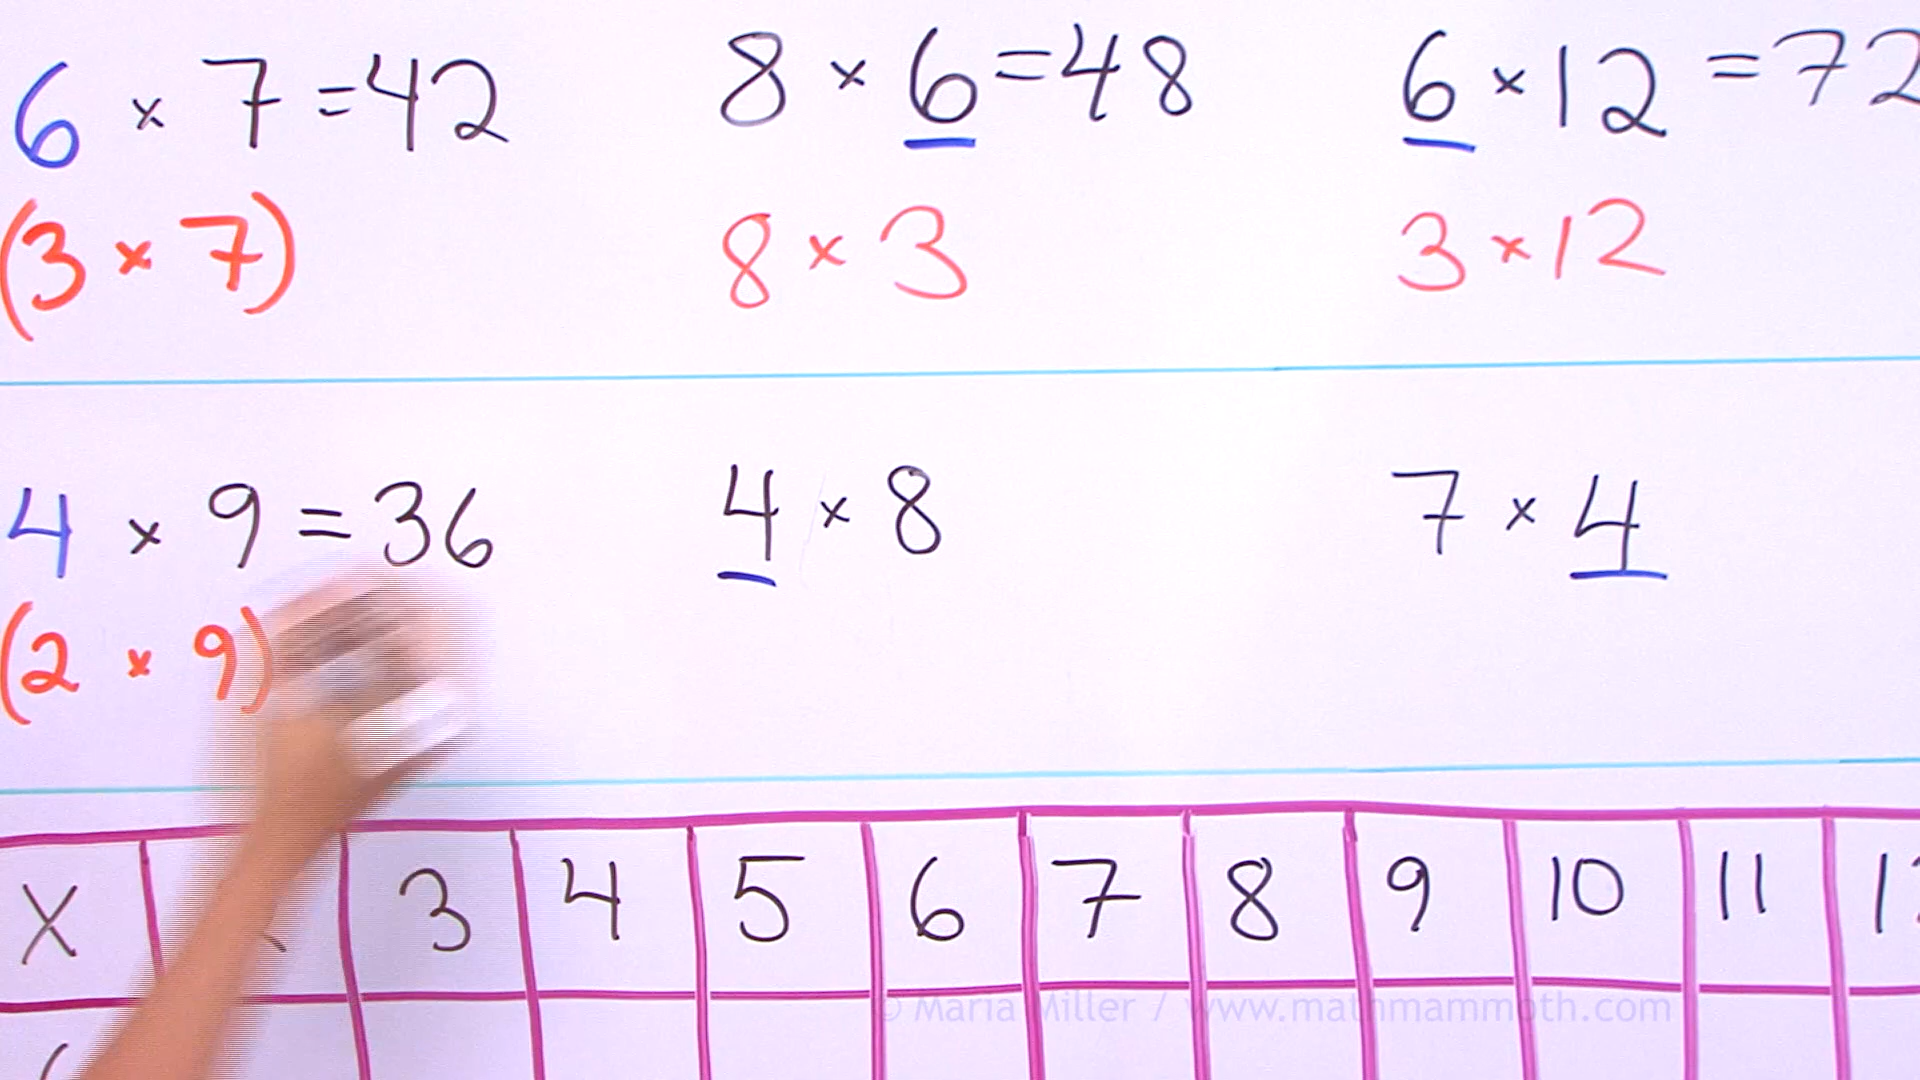 6 × 7 = 42
8 × 6 = 48
6 × 12 = 72
(3 × 7)
8 × 3
3 × 12
4 × 9 = 36
4 × 8
7 × 4
(2 × 9)
X 3 4 5 6 7 8 9 10 11
© Maria Miller / www.mathmammoth.com